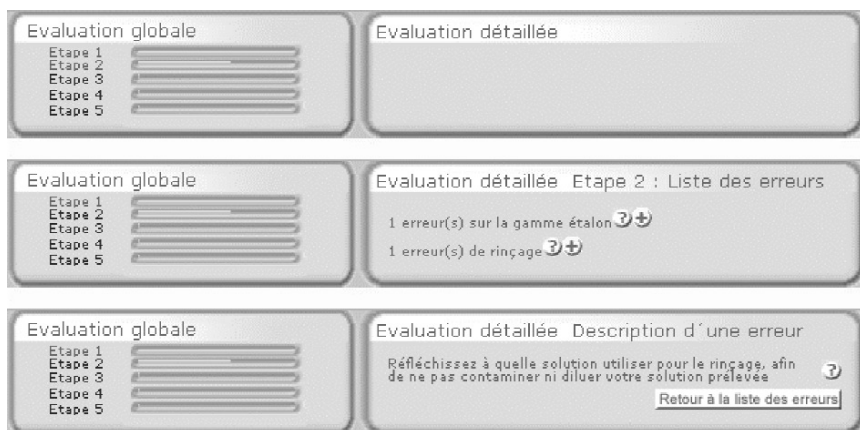 Evaluation globale
Etape 1
Etape 2
Etape 3
Etape 4
Etape 5
Evaluation détaillée
Evaluation globale
Etape 1
Etape 2
Etape 3
Etape 4
Etape 5
Evaluation détaillée Etape 2 : Liste des erreurs
1 erreur(s) sur la gamme étalon ? +
1 erreur(s) de rinçage ? +
Evaluation globale
Etape 1
Etape 2
Etape 3
Etape 4
Etape 5
Evaluation détaillée Description d´une erreur
Réfléchissez à quelle solution utiliser pour le rinçage, afin
de ne pas contaminer ni diluer votre solution prélevée ?
Retour à la liste des erreurs